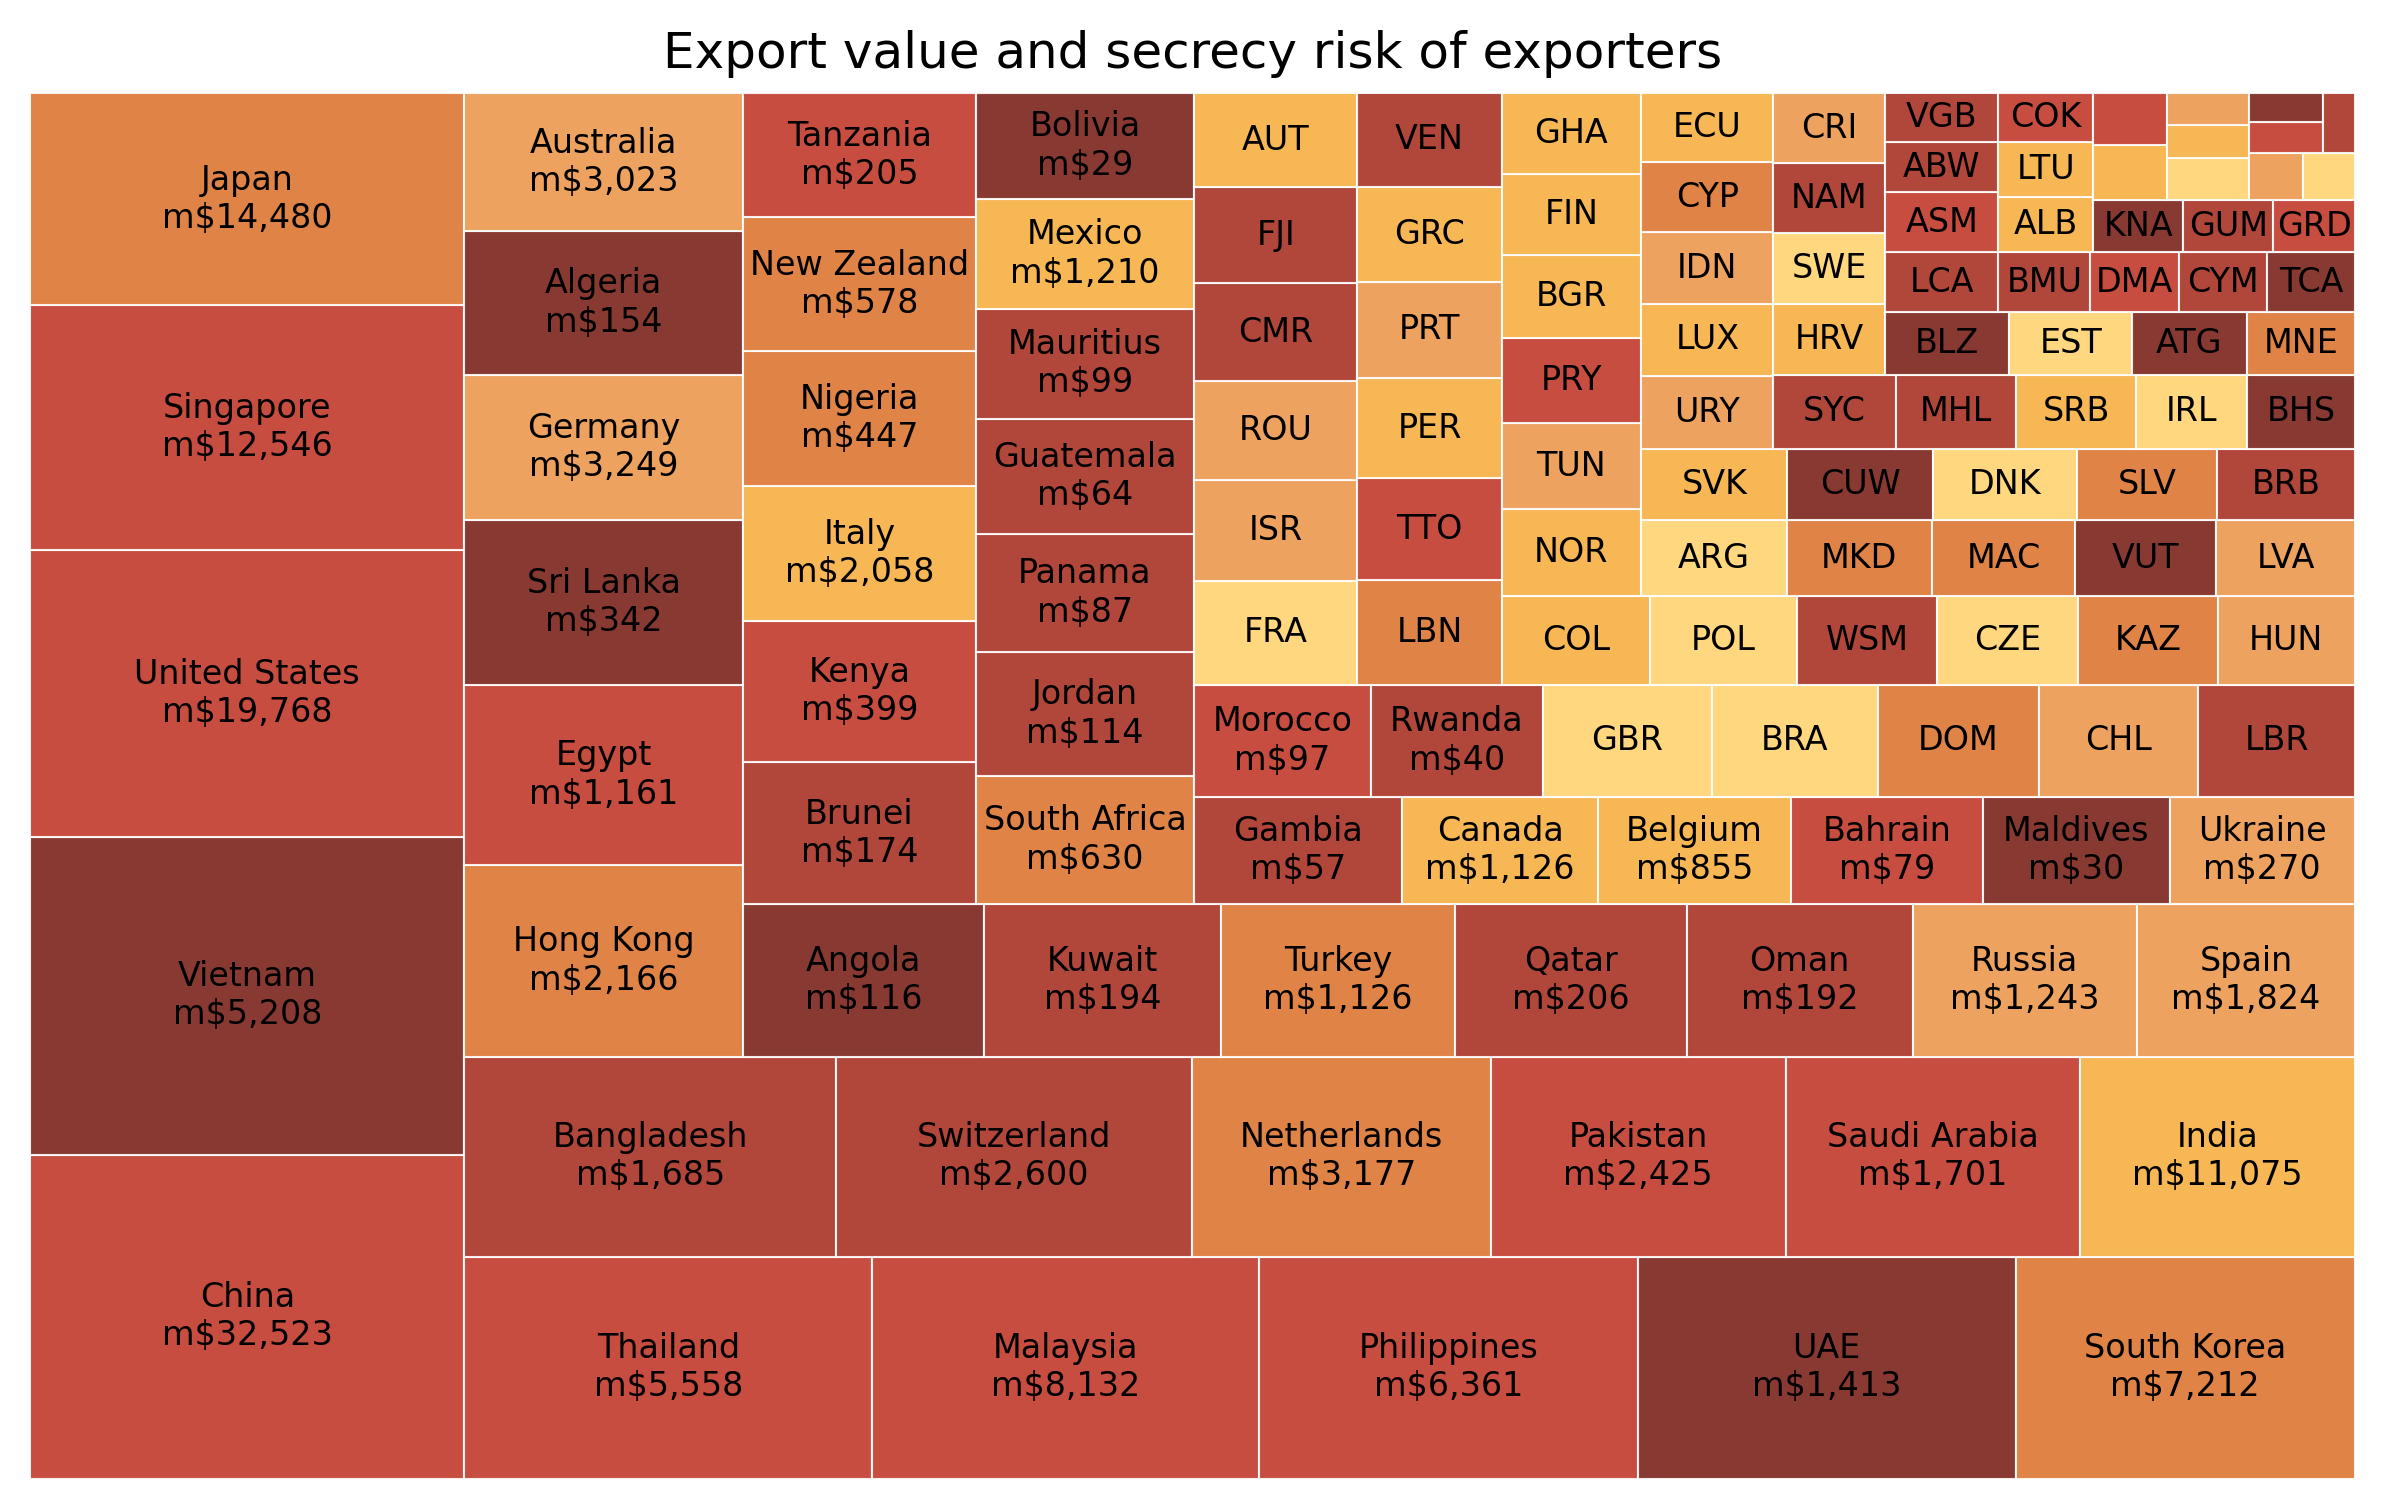 Export value and secrecy risk of exporters
Japan
m$14,480
Singapore
m$12,546
United States
m$19,768
Vietnam
m$5,208
China
m$32,523
Australia
m$3,023
Algeria
m$154
Germany
m$3,249
Sri Lanka
m$342
Egypt
m$1,161
Hong Kong
m$2,166
Tanzania
m$205
New Zealand
m$578
Nigeria
m$447
Italy
m$2,058
Kenya
m$399
Brunei
m$174
Bolivia
m$29
Mexico
m$1,210
Mauritius
m$99
Guatemala
m$64
Panama
m$87
Jordan
m$114
South Africa
m$630
AUT
FJI
CMR
ROU
ISR
FRA
VEN
GRC
PRT
PER
TTO
LBN
GHA
FIN
BGR
PRY
TUN
NOR
ECU
CYP
IDN
LUX
URY
CRI
NAM
SWE
HRV
VGB
ABW
ASM
LCA
COK
LTU
ALB
KNA
GUM
GRD
BMU
DMA
CYM
TCA
BLZ
EST
ATG
MNE
SYC
MHL
SRB
IRL
BHS
SVK
CUW
DNK
SLV
BRB
ARG
MKD
MAC
VUT
LVA
COL
POL
WSM
CZE
KAZ
HUN
Morocco
m$97
Rwanda
m$40
GBR
BRA
DOM
CHL
LBR
Gambia
m$57
Canada
m$1,126
Belgium
m$855
Bahrain
m$79
Maldives
m$30
Ukraine
m$270
Angola
m$116
Kuwait
m$194
Turkey
m$1,126
Qatar
m$206
Oman
m$192
Russia
m$1,243
Spain
m$1,824
Bangladesh
m$1,685
Switzerland
m$2,600
Netherlands
m$3,177
Pakistan
m$2,425
Saudi Arabia
m$1,701
India
m$11,075
Thailand
m$5,558
Malaysia
m$8,132
Philippines
m$6,361
UAE
m$1,413
South Korea
m$7,212